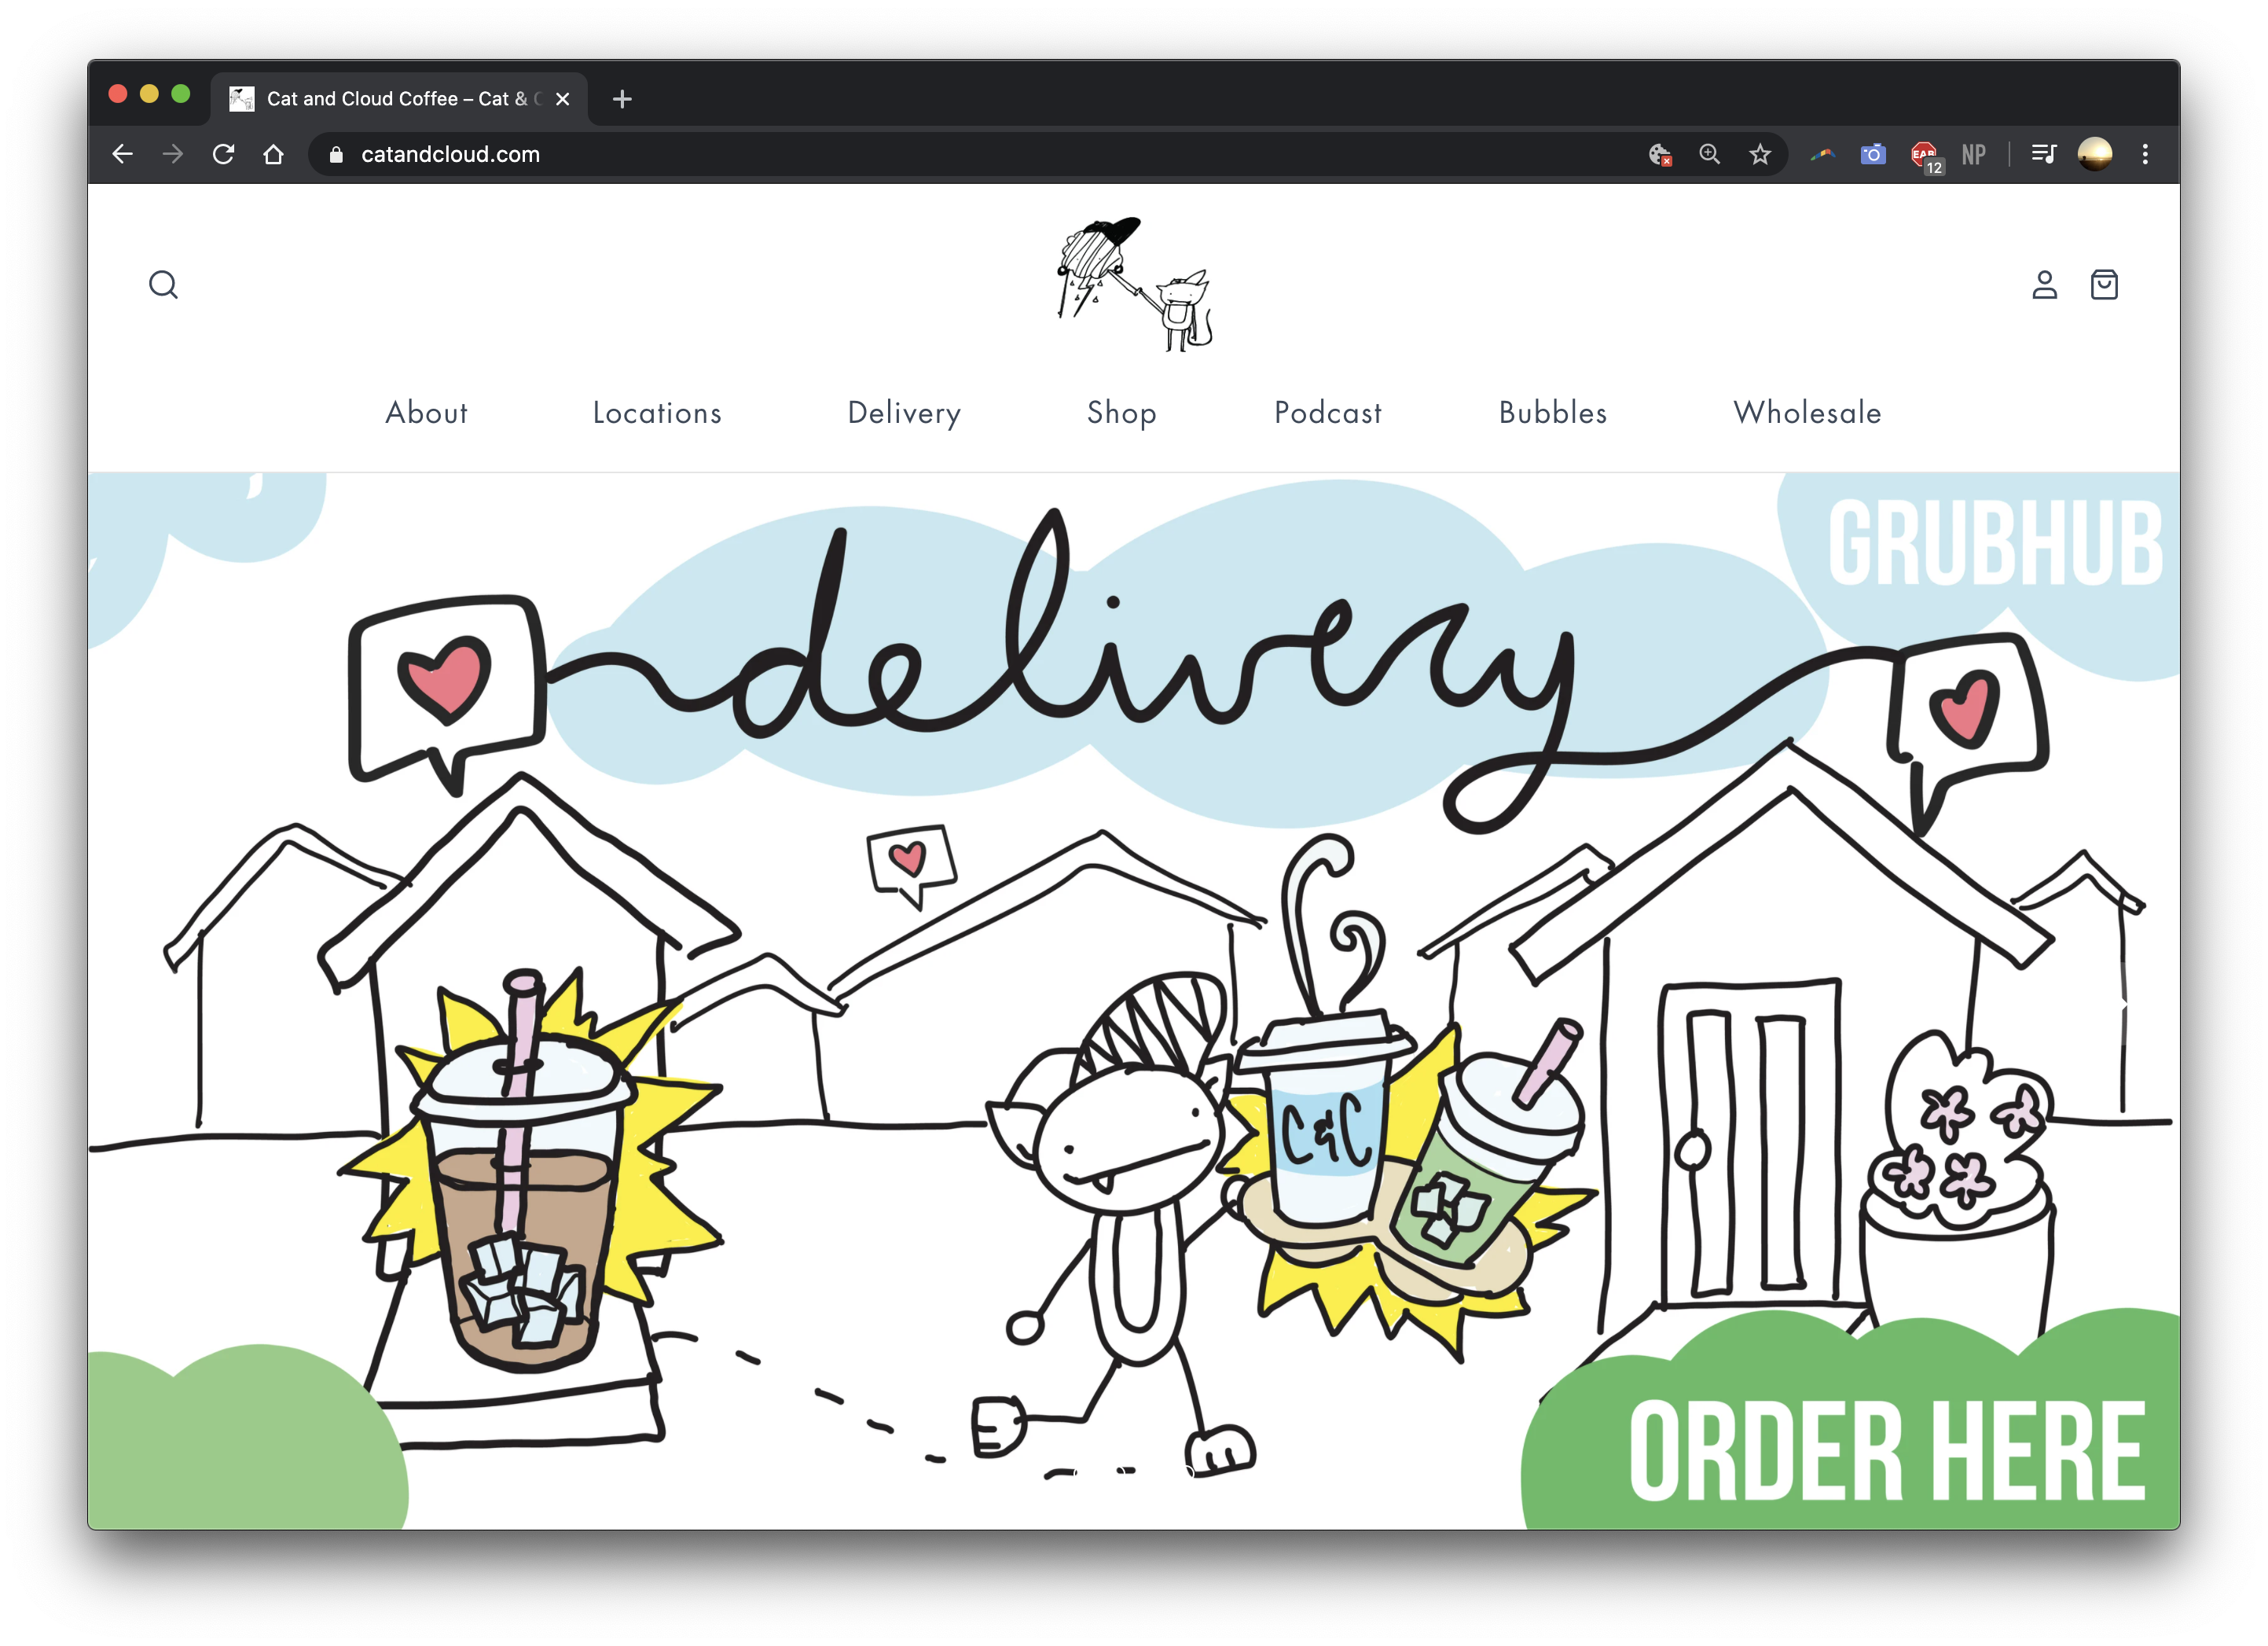 Cat and Cloud Coffee – Cat & C
catandcloud.com
EAB
12
NP
About Locations Delivery Shop Podcast Bubbles Wholesale
,
GRUBHUB
delivery
C&C
ORDER HERE